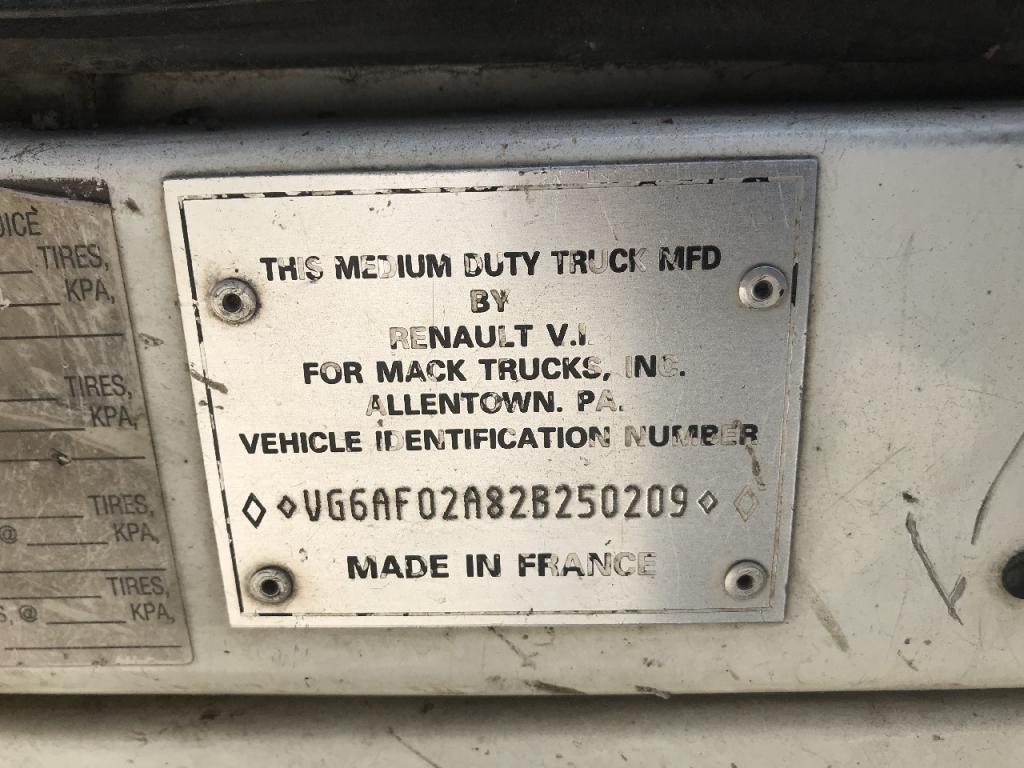 THIS MEDIUM DUTY TRUCK MFD
BY
RENAULT V.I.
FOR MACK TRUCKS, INC.
ALLENTOWN. PA.
VEHICLE IDENTIFICATION NUMBER
VG6AF02A82B250209
MADE IN FRANCE
TIRES,
KPA,
TIRES,
KPA,
TIRES,
@ KPA,
TIRES,
@ KPA,